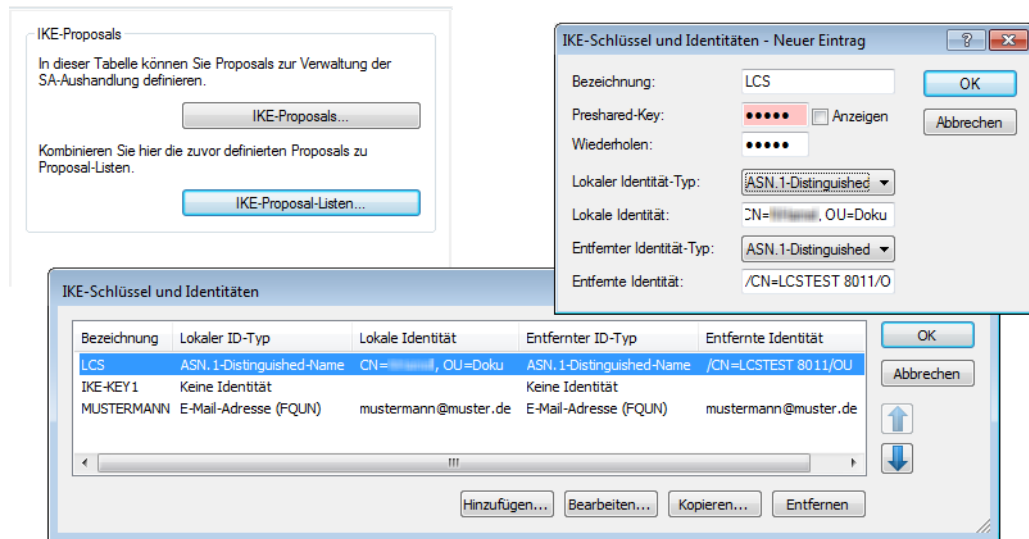 IKE-Proposals
In dieser Tabelle können Sie Proposals zur Verwaltung der
SA-Aushandlung definieren.
IKE-Proposals...
Kombinieren Sie hier die zuvor definierten Proposals zu
Proposal-Listen.
IKE-Proposal-Listen...
IKE-Schlüssel und Identitäten - Neuer Eintrag
Bezeichnung: LCS
OK
Preshared-Key: ●●●●● Anzeigen
Abbrechen
Wiederholen: ●●●●●
Lokaler Identität-Typ: ASN.1-Distinguished
Lokale Identität: CN= , OU=Doku
Entfernter Identität-Typ: ASN.1-Distinguished
Entfernte Identität: /CN=LCSTEST 8011/O
IKE-Schlüssel und Identitäten
Bezeichnung Lokaler ID-Typ Lokale Identität Entfernter ID-Typ Entfernte Identität
LCS ASN.1-Distinguished-Name CN= , OU=Doku ASN.1-Distinguished-Name /CN=LCSTEST 8011/OU
IKE-KEY1 Keine Identität Keine Identität
MUSTERMANN E-Mail-Adresse (FQUN) mustermann@muster.de E-Mail-Adresse (FQUN) mustermann@muster.de
OK
Abbrechen
Hinzufügen... Bearbeiten... Kopieren... Entfernen